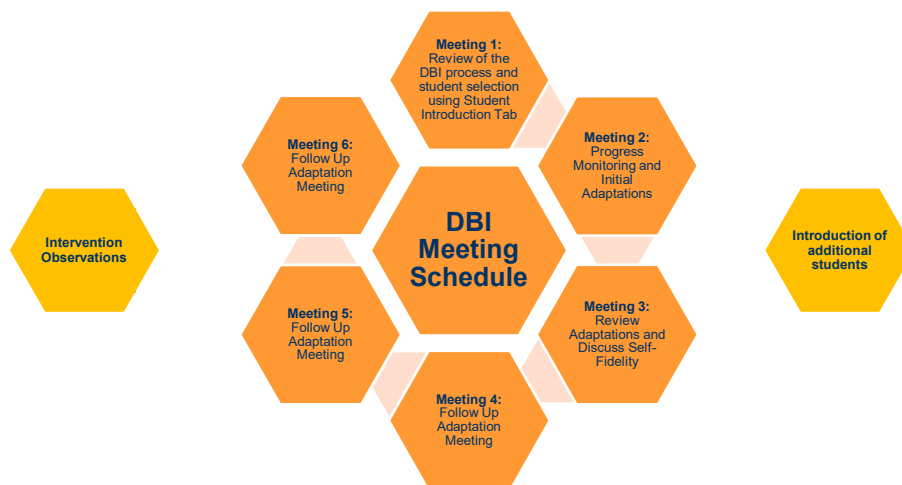 Meeting 1:
Review of the
DBI process and
student selection
using Student
Introduction Tab
Meeting 2:
Progress
Monitoring and
Initial
Adaptations
Meeting 3:
Review
Adaptations and
Discuss Self-
Fidelity
Meeting 4:
Follow Up
Adaptation
Meeting
Meeting 5:
Follow Up
Adaptation
Meeting
Meeting 6:
Follow Up
Adaptation
Meeting
DBI
Meeting
Schedule
Intervention
Observations
Introduction of
additional
students